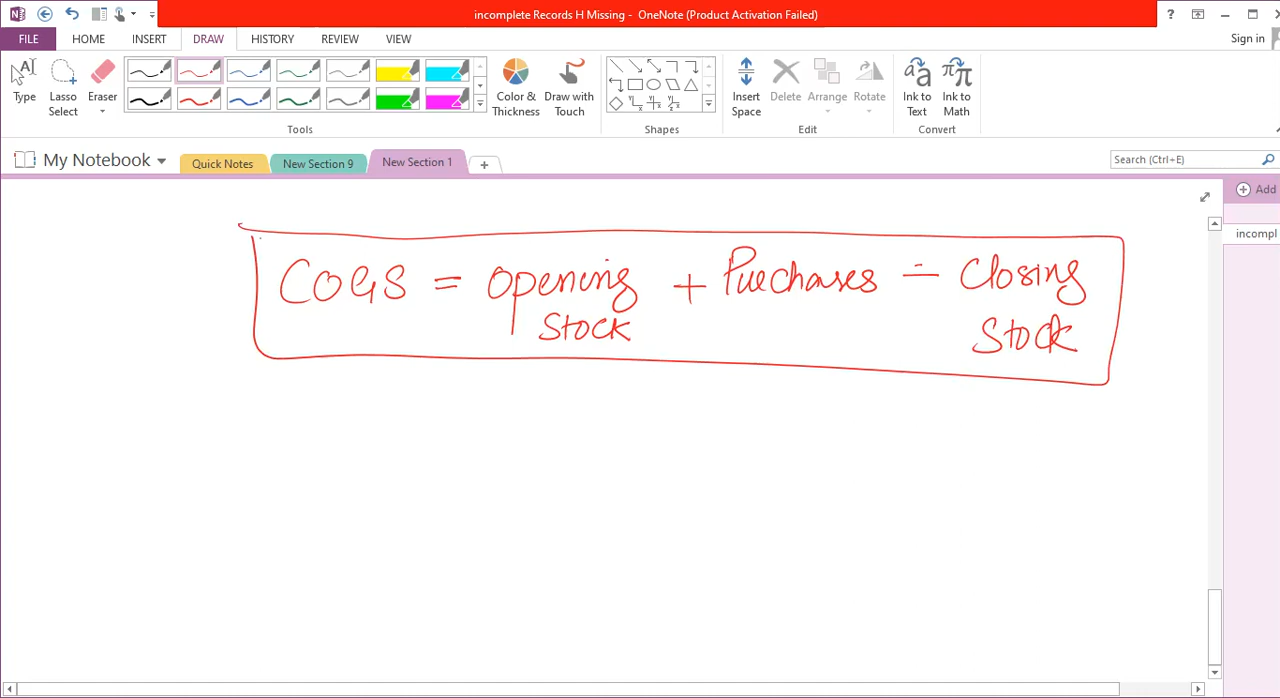 incomplete Records H Missing - OneNote (Product Activation Failed)
?
FILE HOME INSERT DRAW HISTORY REVIEW VIEW
Sign in
Type
Lasso Select
Eraser
Color & Thickness
Draw with Touch
Insert Space
Delete
Arrange
Rotate
Ink to Text
Ink to Math
Tools
Shapes
Edit
Convert
My Notebook
Quick Notes
New Section 9
New Section 1
Search (Ctrl+E)
Add
incompl
COGS = Opening + Purchases - Closing
Stock Stock